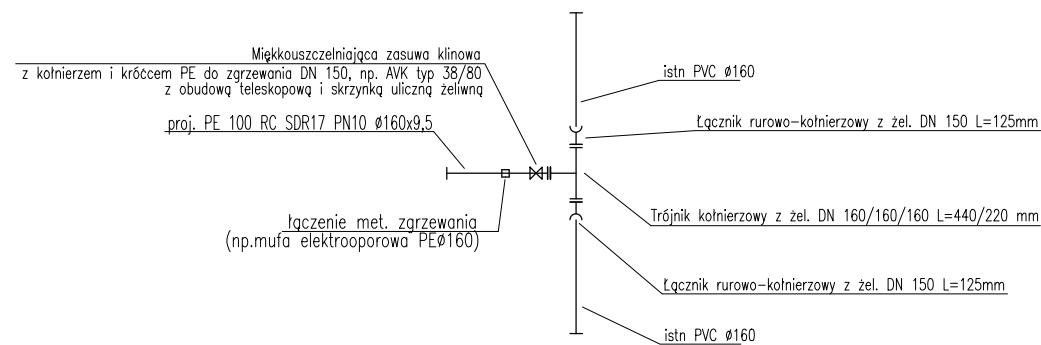 Miękkouszczelniająca zasuwa klinowa
z kołnierzem i króćcem PE do zgrzewania DN 150, np. AVK typ 38/80
z obudową teleskopową i skrzynką uliczną żeliwną
proj. PE 100 RC SDR17 PN10 ø160x9,5
łączenie met. zgrzewania
(np.mufa elektrooporowa PEø160)
istn PVC ø160
Łącznik rurowo-kołnierzowy z żel. DN 150 L=125mm
Trójnik kołnierzowy z żel. DN 160/160/160 L=440/220 mm
Łącznik rurowo-kołnierzowy z żel. DN 150 L=125mm
istn PVC ø160